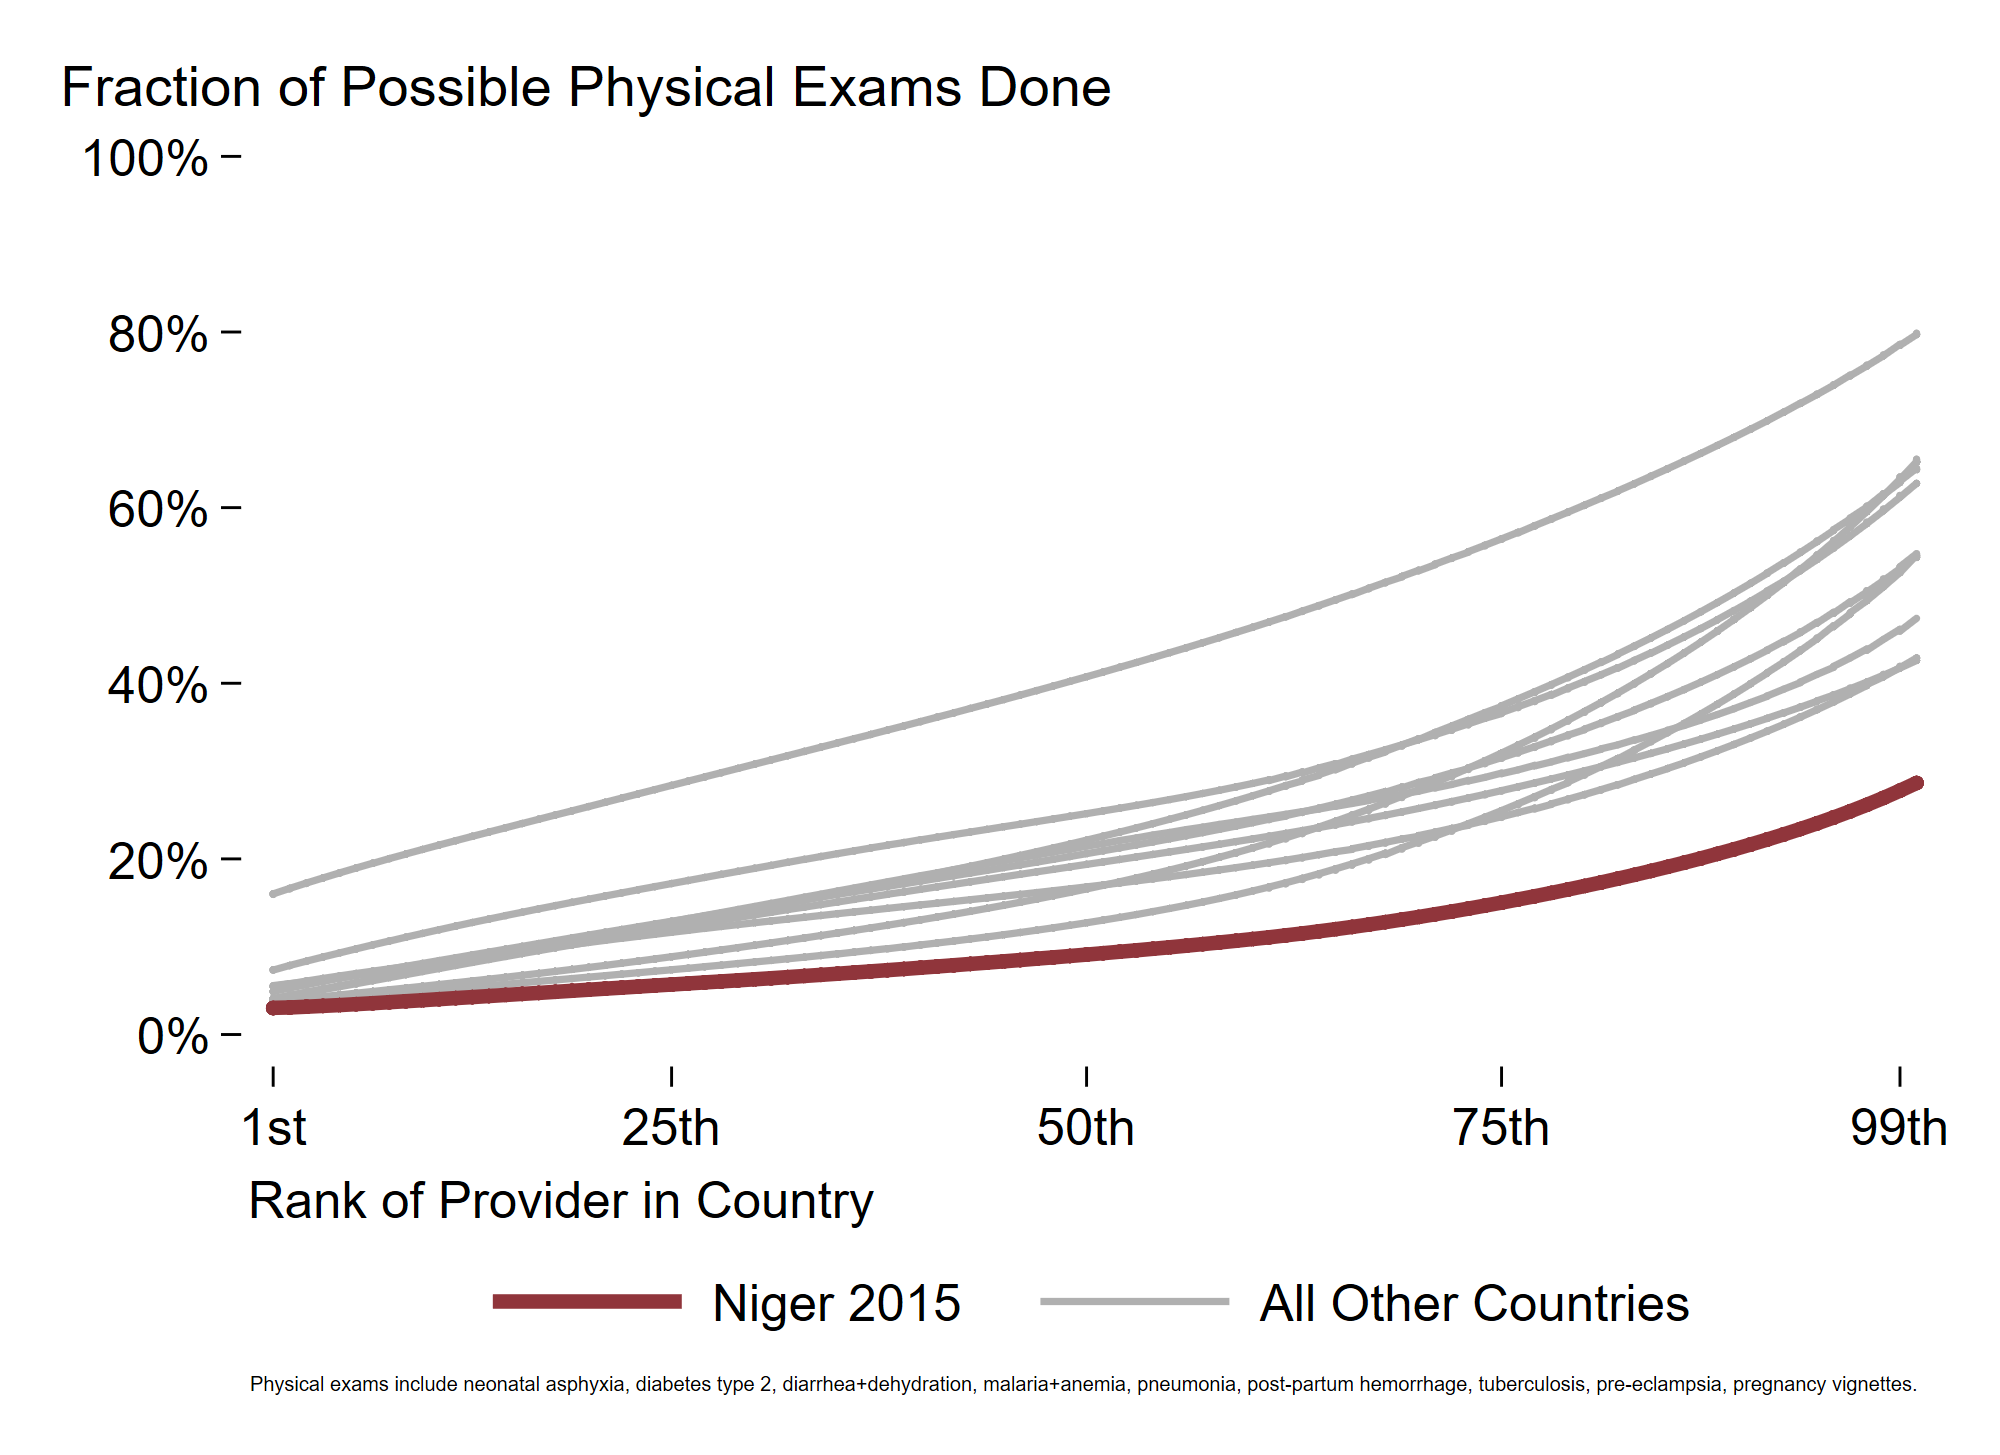 Fraction of Possible Physical Exams Done
100%
80%
60%
40%
20%
0%
1st 25th 50th 75th 99th
Rank of Provider in Country
Niger 2015 All Other Countries
Physical exams include neonatal asphyxia, diabetes type 2, diarrhea+dehydration, malaria+anemia, pneumonia, post-partum hemorrhage, tuberculosis, pre-eclampsia, pregnancy vignettes.